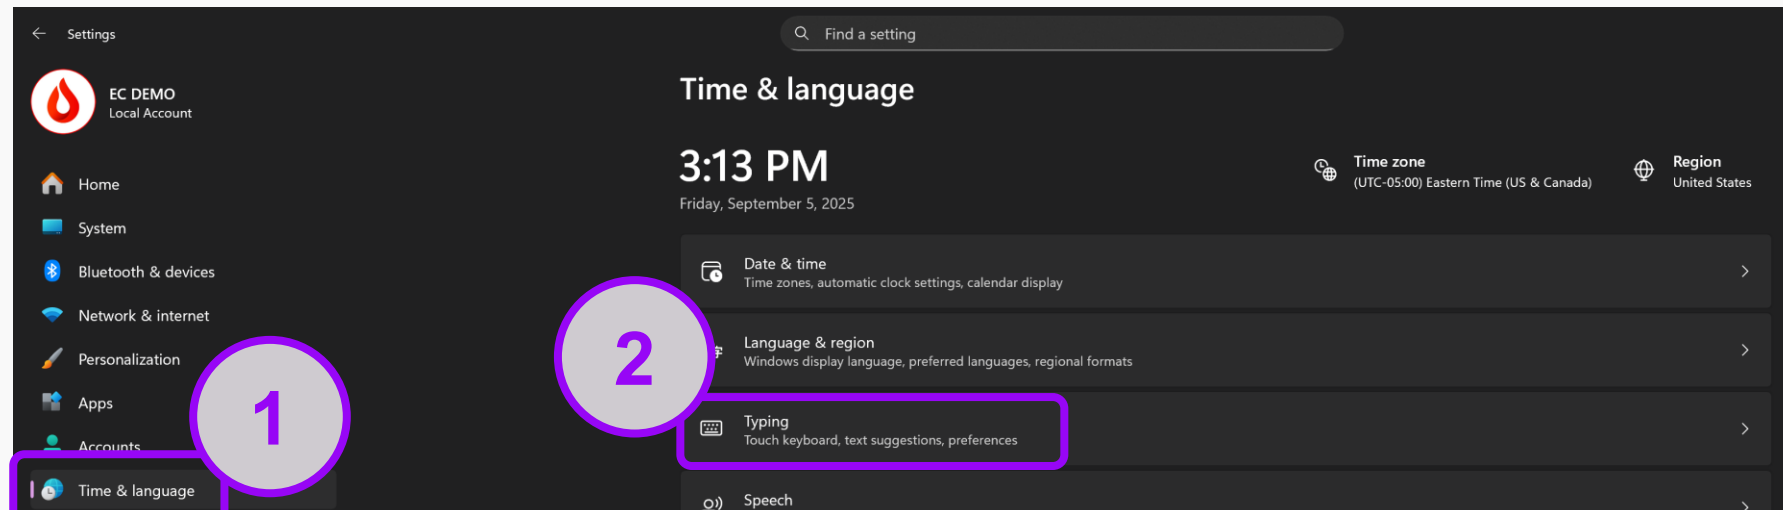 Settings
Find a setting
EC DEMO
Local Account
Home
System
Bluetooth & devices
Network & internet
Personalization
Apps
Accounts
Time & language
1
Time & language
3:13 PM
Friday, September 5, 2025
Time zone
(UTC-05:00) Eastern Time (US & Canada)
Region
United States
Date & time
Time zones, automatic clock settings, calendar display
2
字
Language & region
Windows display language, preferred languages, regional formats
Typing
Touch keyboard, text suggestions, preferences
Speech